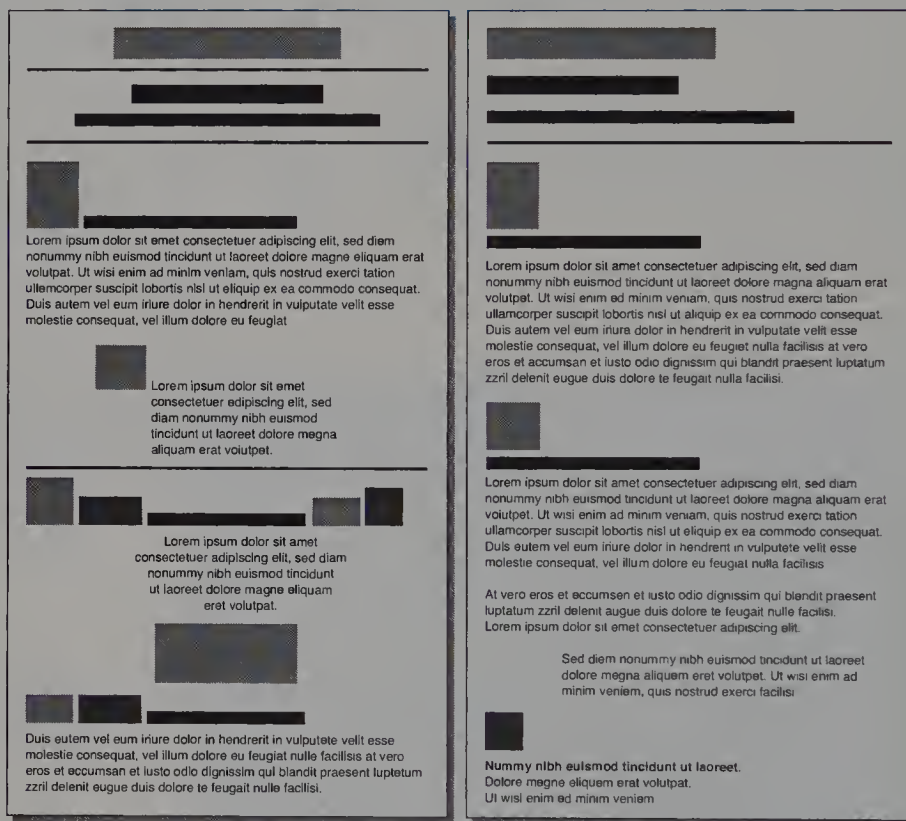 Lorem ipsum dolor sit emet consectetuer adipiscing elit, sed diem
nonummy nibh euismod tincidunt ut laoreet dolore magne eliquam erat
volutpat. Ut wisi enim ad minim veniam, quis nostrud exerci tation
ullemcorper suscipit lobortis nisl ut eliquip ex ea commodo consequat.
Duis autem vel eum iriure dolor in hendrerit in vulputate velit esse
molestie consequat, vel illum dolore eu feugiat
Lorem ipsum dolor sit emet
consectetuer edipiscing elit, sed
diam nonummy nibh euismod
tincidunt ut laoreet dolore megna
aliquam erat volutpat.
Lorem ipsum dolor sit amet
consectetuer adipiscing elit, sed diam
nonummy nibh euismod tincidunt
ut laoreet dolore magne eliquam
eret volutpat.
Duis eutem vel eum iriure dolor in hendrerit in vulputete velit esse
molestie consequat, vel illum dolore eu feugiat nulle facilisis at vero
eros et accumsan et iusto odio dignissim qui blandit praesent luptetum
zzril delenit eugue duis dolore te feugait nulle facilisi.
Lorem ipsum dolor sit amet consectetuer adipiscing elit, sed diam
nonummy nibh euismod tincidunt ut laoreet dolore magna aliquam erat
volutpet. Ut wisi enim ed minim veniam, quis nostrud exerci tation
ullamcorper suscipit lobortis nisl ut aliquip ex ea commodo consequat.
Duis autem vel eum iriura dolor in hendrerit in vulputate velit esse
molestie consequat, vel illum dolore eu feugiet nulla facilisis at vero
eros et accumsan et iusto odio dignissim qui blandit praesent luptatum
zzril delenit eugue duis dolore te feugait nulla facilisi.
Lorem ipsum dolor sit amet consectetuer adipiscing elit, sed diam
nonummy nibh euismod tincidunt ut laoreet dolore magna aliquam erat
volutpet. Ut wisi enim ad minim veniam, quis nostrud exerci tation
ullamcorper suscipit lobortis nisl ut eliquip ex ea commodo consequat.
Duis eutem vel eum iriure dolor in hendrerit in vulputete velit esse
molestie consequat, vel illum dolore eu feugiat nulla facilisis
At vero eros et eccumsen et iusto odio dignissim qui blendit praesent
luptatum zzril delenit augue duis dolore te feugait nulle facilisi.
Lorem ipsum dolor sit emet consectetuer adipiscing elit.
Sed diem nonummy nibh euismod tincidunt ut laoreet
dolore megna aliquem erat volutpet. Ut wisi enim ad
minim veniem, quis nostrud exerci facilisi
Nummy nibh euismod tincidunt ut laoreet.
Dolore megne eliquem erat volutpat.
Ut wisi enim ed minim veniem